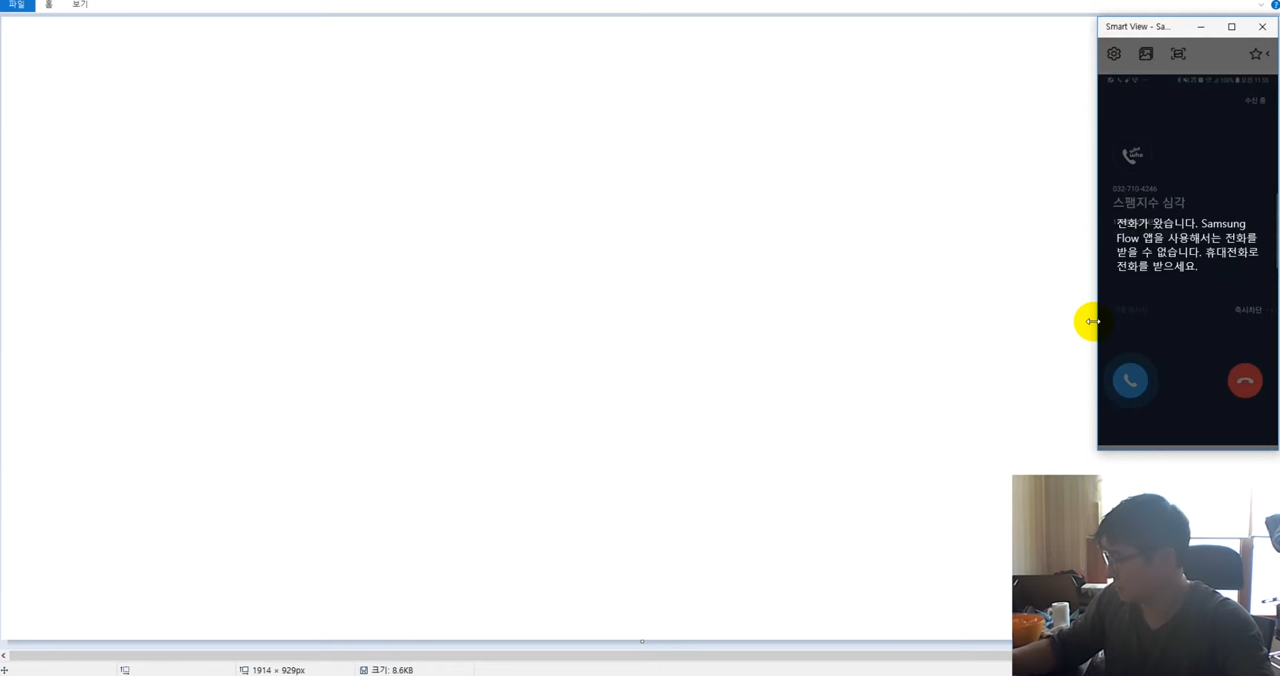 파일 홈 보기
Smart View - Sa...
100%
수신 중
who
032-710-4246
스팸지수 심각
전화가 왔습니다. Samsung
Flow 앱을 사용해서는 전화를
받을 수 없습니다. 휴대전화로
전화를 받으세요.
즉시차단
1914 × 929px
크기: 8.6KB